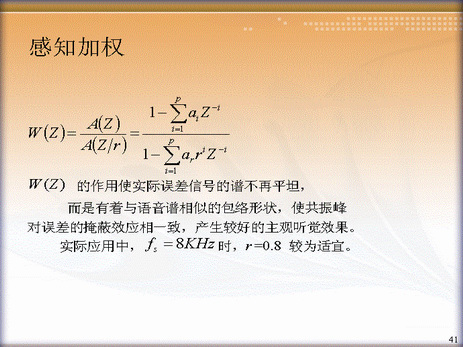 感知加权
W(Z)=A(Z)/A(Z/r)=(1-∑_{i=1}^{p} a_i Z^{-i})/(1-∑_{i=1}^{p} a_r r^i Z^{-i})
W(Z) 的作用使实际误差信号的谱不再平坦，
而是有着与语音谱相似的包络形状，使共振峰
对误差的掩蔽效应相一致，产生较好的主观听觉效果。
实际应用中，f_s = 8KHz 时，r =0.8 较为适宜。
41